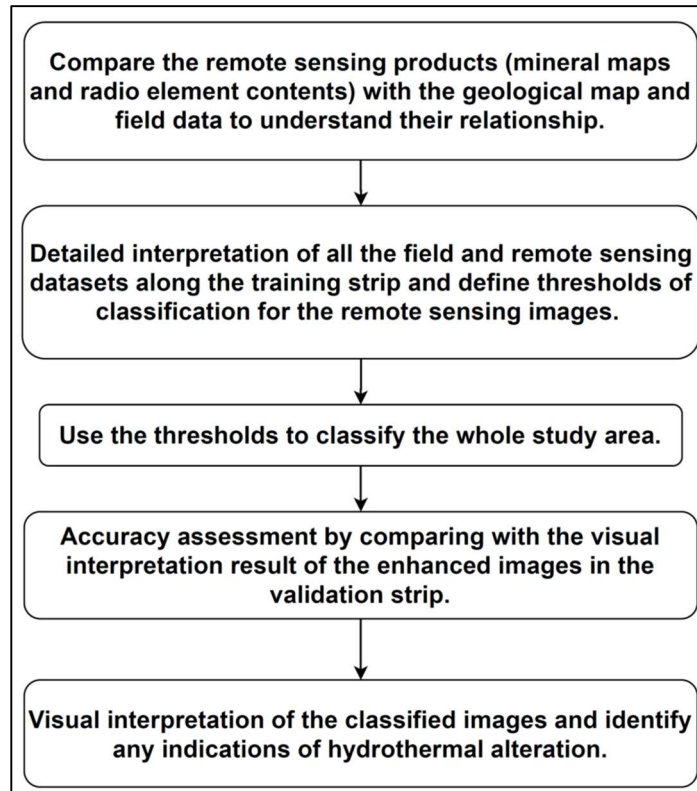 Compare the remote sensing products (mineral maps
and radio element contents) with the geological map and
field data to understand their relationship.
Detailed interpretation of all the field and remote sensing
datasets along the training strip and define thresholds of
classification for the remote sensing images.
Use the thresholds to classify the whole study area.
Accuracy assessment by comparing with the visual
interpretation result of the enhanced images in the
validation strip.
Visual interpretation of the classified images and identify
any indications of hydrothermal alteration.